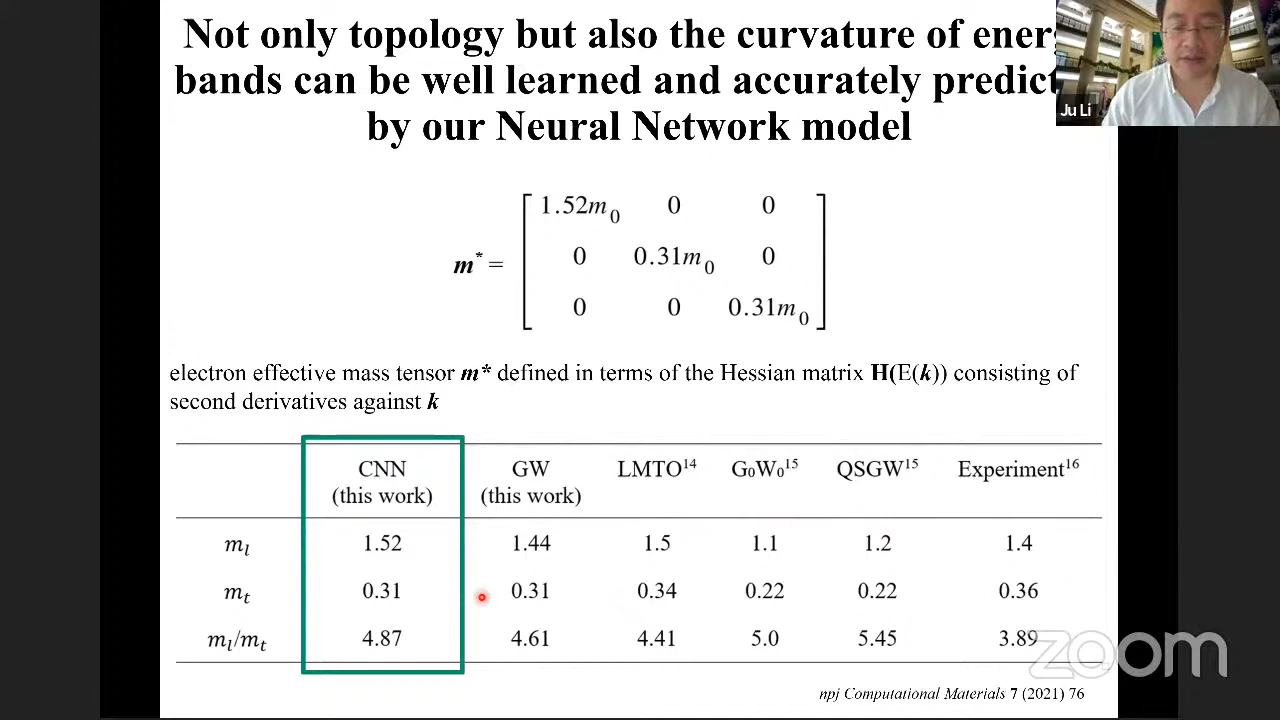 Not only topology but also the curvature of ener
bands can be well learned and accurately predict
by our Neural Network model
Ju Li
m* = [ 1.52m₀ 0 0
0 0.31m₀ 0
0 0 0.31m₀ ]
electron effective mass tensor m* defined in terms of the Hessian matrix H(E(k)) consisting of
second derivatives against k
CNN (this work) GW (this work) LMTO¹⁴ G₀W₀¹⁵ QSGW¹⁵ Experiment¹⁶
mₗ 1.52 1.44 1.5 1.1 1.2 1.4
mₜ 0.31 0.31 0.34 0.22 0.22 0.36
mₗ/mₜ 4.87 4.61 4.41 5.0 5.45 3.89
zoom
npj Computational Materials 7 (2021) 76